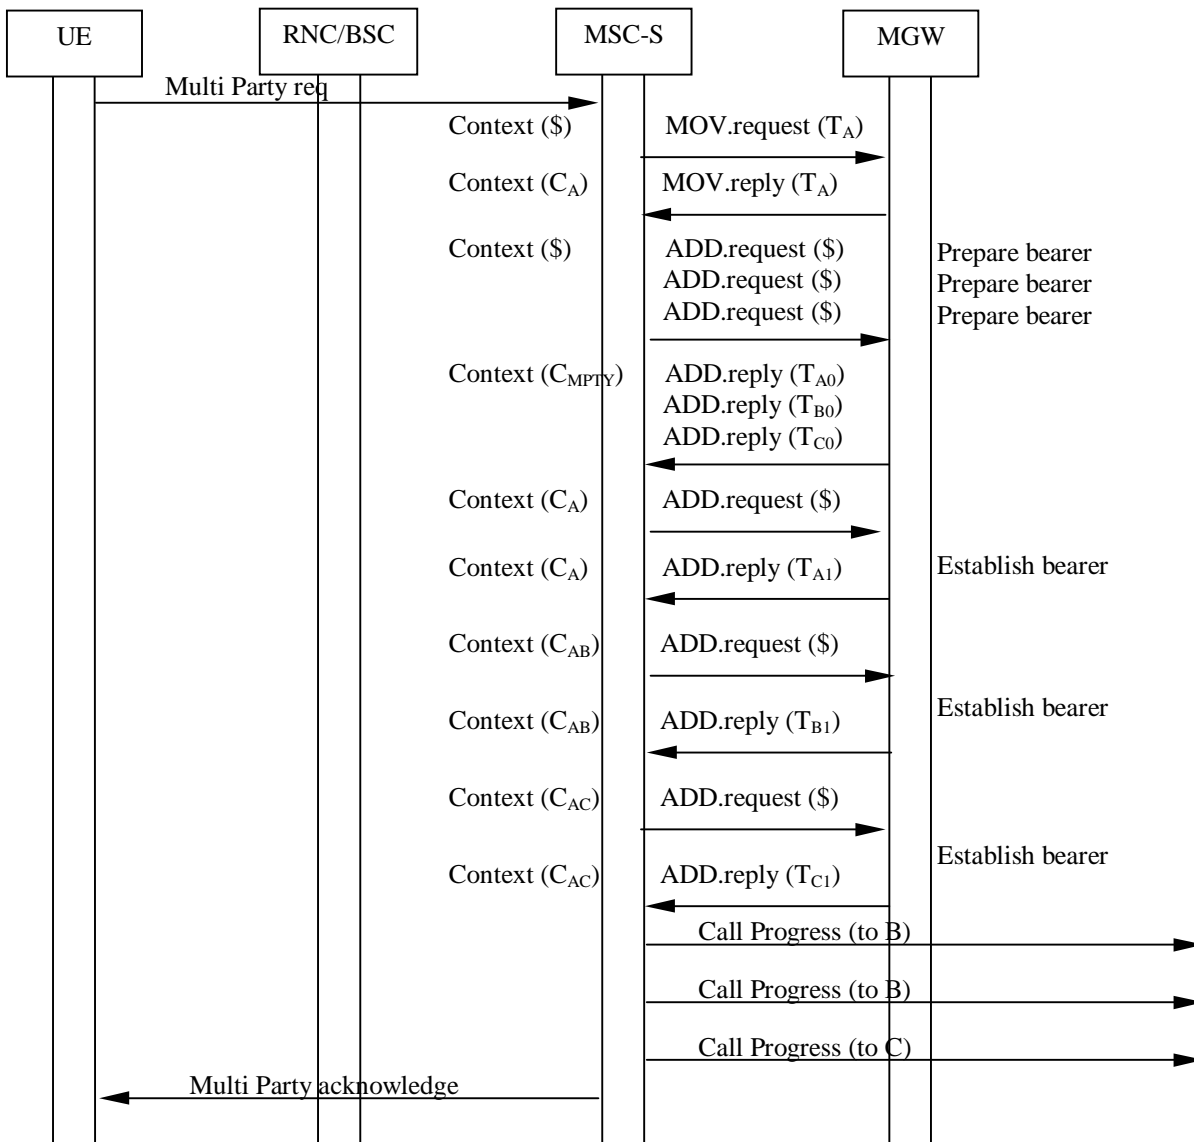 UE RNC/BSC MSC-S MGW
Multi Party req
Context ($) MOV.request (TA)
Context (CA) MOV.reply (TA)
Context ($) ADD.request ($) Prepare bearer
ADD.request ($) Prepare bearer
ADD.request ($) Prepare bearer
Context (CMPTY) ADD.reply (TA0)
ADD.reply (TB0)
ADD.reply (TC0)
Context (CA) ADD.request ($)
Context (CA) ADD.reply (TA1) Establish bearer
Context (CAB) ADD.request ($)
Context (CAB) ADD.reply (TB1) Establish bearer
Context (CAC) ADD.request ($)
Context (CAC) ADD.reply (TC1) Establish bearer
Call Progress (to B)
Call Progress (to B)
Call Progress (to C)
Multi Party acknowledge